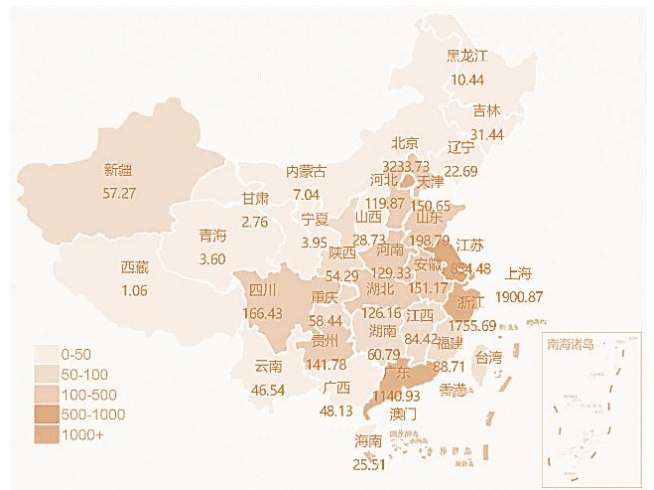 黑龙江
10.44
吉林
31.44
辽宁
22.69
北京
3233.73
河北
119.87
天津
150.65
内蒙古
7.04
新疆
57.27
甘肃
2.76
宁夏
3.95
青海
3.60
山西
28.73
山东
198.79
陕西
54.29
河南
129.33
江苏
854.48
安徽
151.17
上海
1900.87
西藏
1.06
四川
166.43
重庆
58.44
湖北
126.16
浙江
1755.69
江西
84.42
湖南
60.79
贵州
141.78
福建
88.71
台湾
云南
46.54
广西
48.13
广东
1140.93
香港
澳门
海南
25.51
0-50
50-100
100-500
500-1000
1000+
南海诸岛